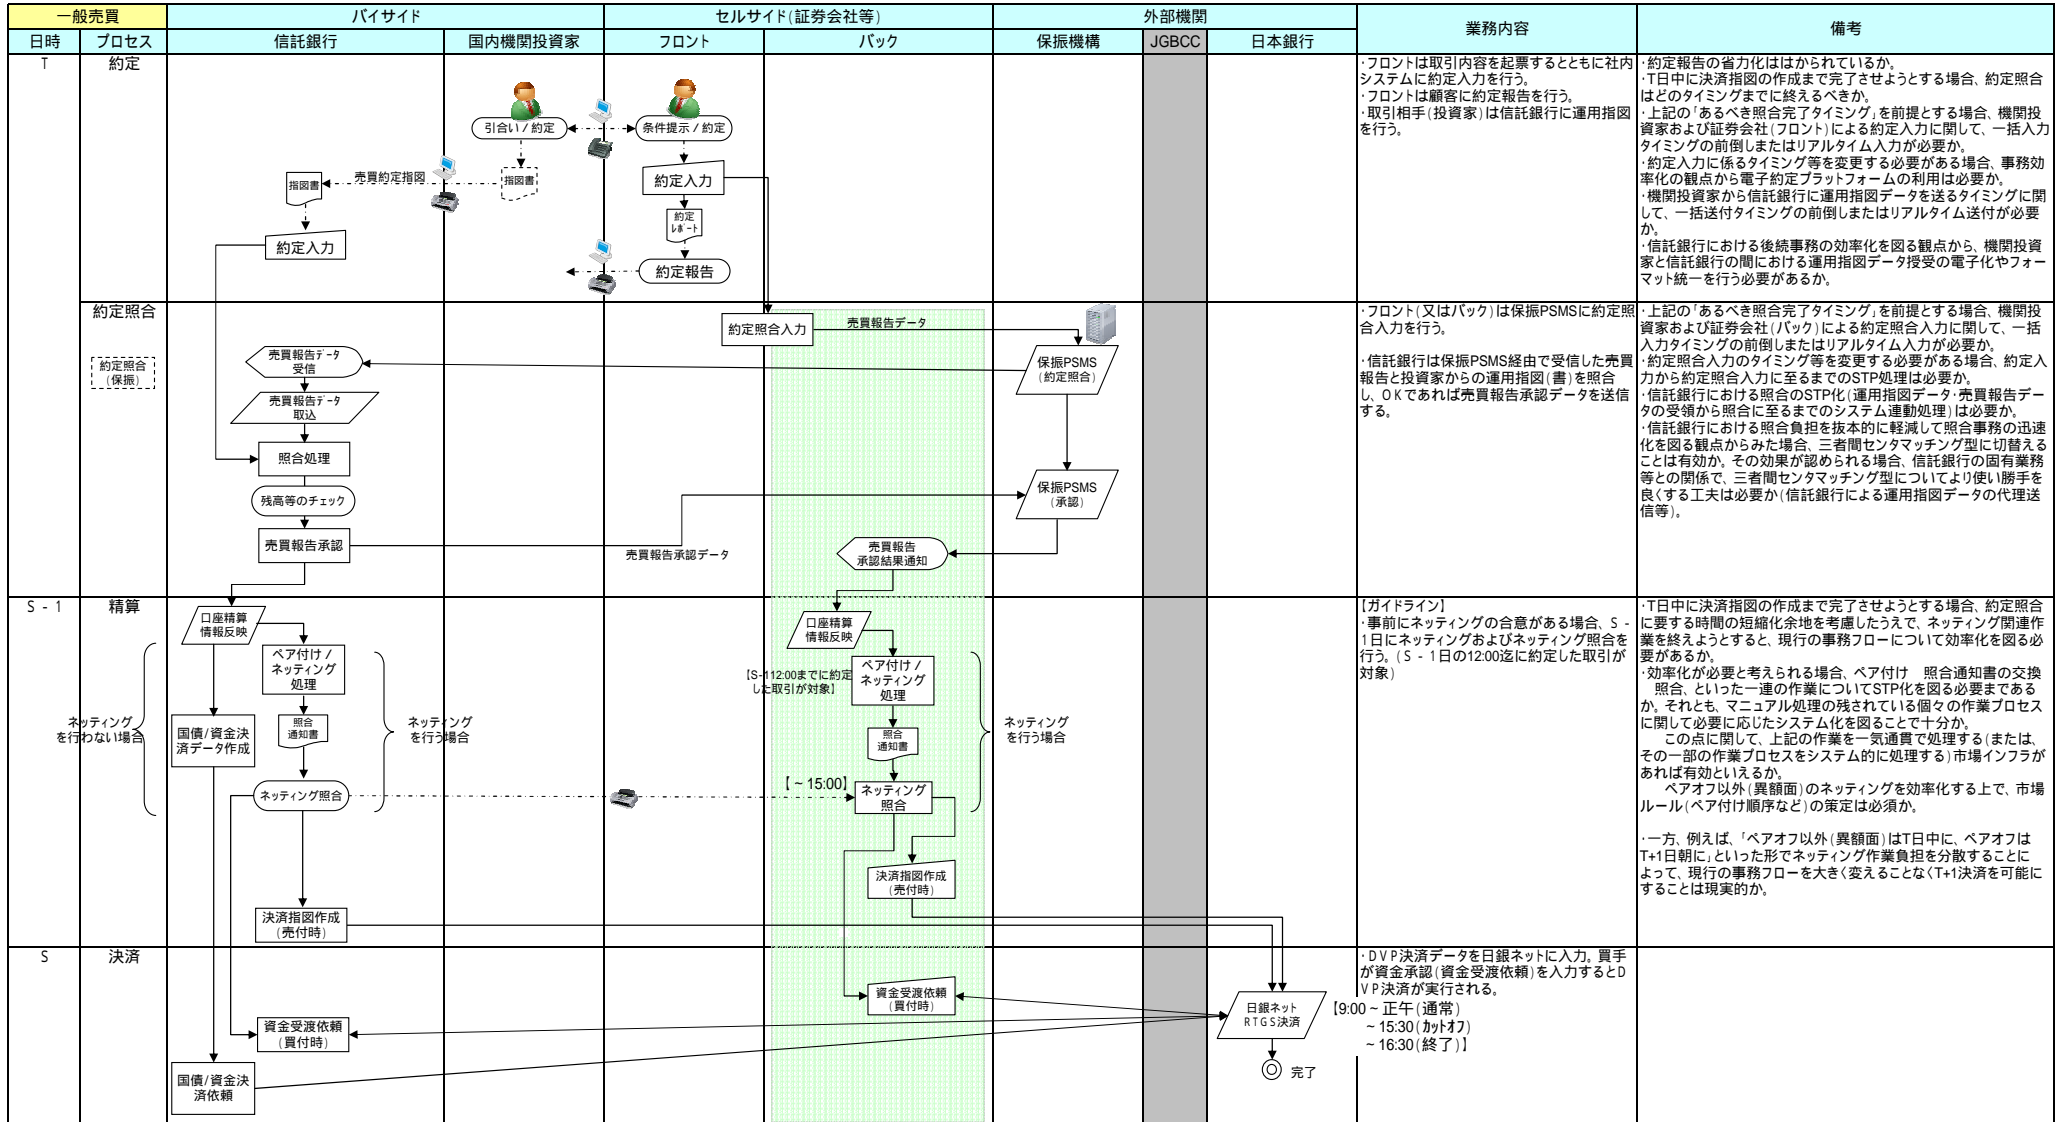 一般売買
バイサイド
セルサイド(証券会社等)
外部機関
業務内容
備考
日時
プロセス
信託銀行
国内機関投資家
フロント
バック
保振機構
JGBCC
日本銀行
T
約定
引合い / 約定
条件提示 / 約定
指図書
売買約定指図
指図書
約定入力
約定
レポート
約定入力
約定報告
・フロントは取引内容を起票するとともに社内
システムに約定入力を行う。
・フロントは顧客に約定報告を行う。
・取引相手(投資家)は信託銀行に運用指図
を行う。
・約定報告の省力化ははかられているか。
・T日中に決済指図の作成まで完了させようとする場合、約定照合
はどのタイミングまでに終えるべきか。
・上記の「あるべき照合完了タイミング」を前提とする場合、機関投
資家および証券会社(フロント)による約定入力に関して、一括入力
タイミングの前倒しまたはリアルタイム入力が必要か。
・約定入力に係るタイミング等を変更する必要がある場合、事務効
率化の観点から電子約定プラットフォームの利用は必要か。
・機関投資家から信託銀行に運用指図データを送るタイミングに関
して、一括送付タイミングの前倒しまたはリアルタイム送付が必要
か。
・信託銀行における後続事務の効率化を図る観点から、機関投資
家と信託銀行の間における運用指図データ授受の電子化やフォー
マット統一を行う必要があるか。
約定照合
約定照合
(保振)
売買報告データ
受信
売買報告データ
取込
照合処理
残高等のチェック
売買報告承認
約定照合入力
売買報告データ
保振PSMS
(約定照合)
保振PSMS
(承認)
売買報告
承認結果通知
売買報告承認データ
・フロント(又はバック)は保振PSMSに約定照
合入力を行う。
・信託銀行は保振PSMS経由で受信した売買
報告と投資家からの運用指図(書)を照合
し、OKであれば売買報告承認データを送信
する。
・上記の「あるべき照合完了タイミング」を前提とする場合、機関投
資家および証券会社(バック)による約定照合入力に関して、一括
入力タイミングの前倒しまたはリアルタイム入力が必要か。
・約定照合入力のタイミング等を変更する必要がある場合、約定入
力から約定照合入力に至るまでのSTP処理は必要か。
・信託銀行における照合のSTP化(運用指図データ・売買報告デー
タの受領から照合に至るまでのシステム連動処理)は必要か。
・信託銀行における照合負担を抜本的に軽減して照合事務の迅速
化を図る観点からみた場合、三者間センタマッチング型に切替える
ことは有効か。その効果が認められる場合、信託銀行の固有業務
等との関係で、三者間センタマッチング型についてより使い勝手を
良くする工夫は必要か(信託銀行による運用指図データの代理送
信等)。
S - 1
精算
口座精算
情報反映
ペア付け /
ネッティング
処理
国債/資金決
済データ作成
照合
通知書
ネッティング照合
ネッティング
を行わない場合
ネッティング
を行う場合
決済指図作成
(売付時)
口座精算
情報反映
【S-112:00までに約定
した取引が対象】
ペア付け /
ネッティング
処理
照合
通知書
【~15:00】
ネッティング
照合
ネッティング
を行う場合
決済指図作成
(売付時)
【ガイドライン】
・事前にネッティングの合意がある場合、S -
1日にネッティングおよびネッティング照合を
行う。(S - 1日の12:00迄に約定した取引が
対象)
・T日中に決済指図の作成まで完了させようとする場合、約定照合
に要する時間の短縮化余地を考慮したうえで、ネッティング関連作
業を終えようとすると、現行の事務フローについて効率化を図る必
要があるか。
・効率化が必要と考えられる場合、ペア付け　照合通知書の交換
　照合、といった一連の作業についてSTP化を図る必要まである
か。それとも、マニュアル処理の残されている個々の作業プロセス
に関して必要に応じたシステム化を図ることで十分か。
　この点に関して、上記の作業を一気通貫で処理する(または、
その一部の作業プロセスをシステム的に処理する)市場インフラが
あれば有効といえるか。
　ペアオフ以外(異額面)のネッティングを効率化する上で、市場
ルール(ペア付け順序など)の策定は必須か。
・一方、例えば、「ペアオフ以外(異額面)はT日中に、ペアオフは
T+1日朝に」といった形でネッティング作業負担を分散することに
よって、現行の事務フローを大きく変えることなくT+1決済を可能に
することは現実的か。
S
決済
資金受渡依頼
(買付時)
国債/資金決
済依頼
資金受渡依頼
(買付時)
日銀ネット
RTGS決済
【9:00~正午(通常)
~15:30(カットオフ)
~16:30(終了)】
完了
・DVP決済データを日銀ネットに入力。買手
が資金承認(資金受渡依頼)を入力するとD
VP決済が実行される。